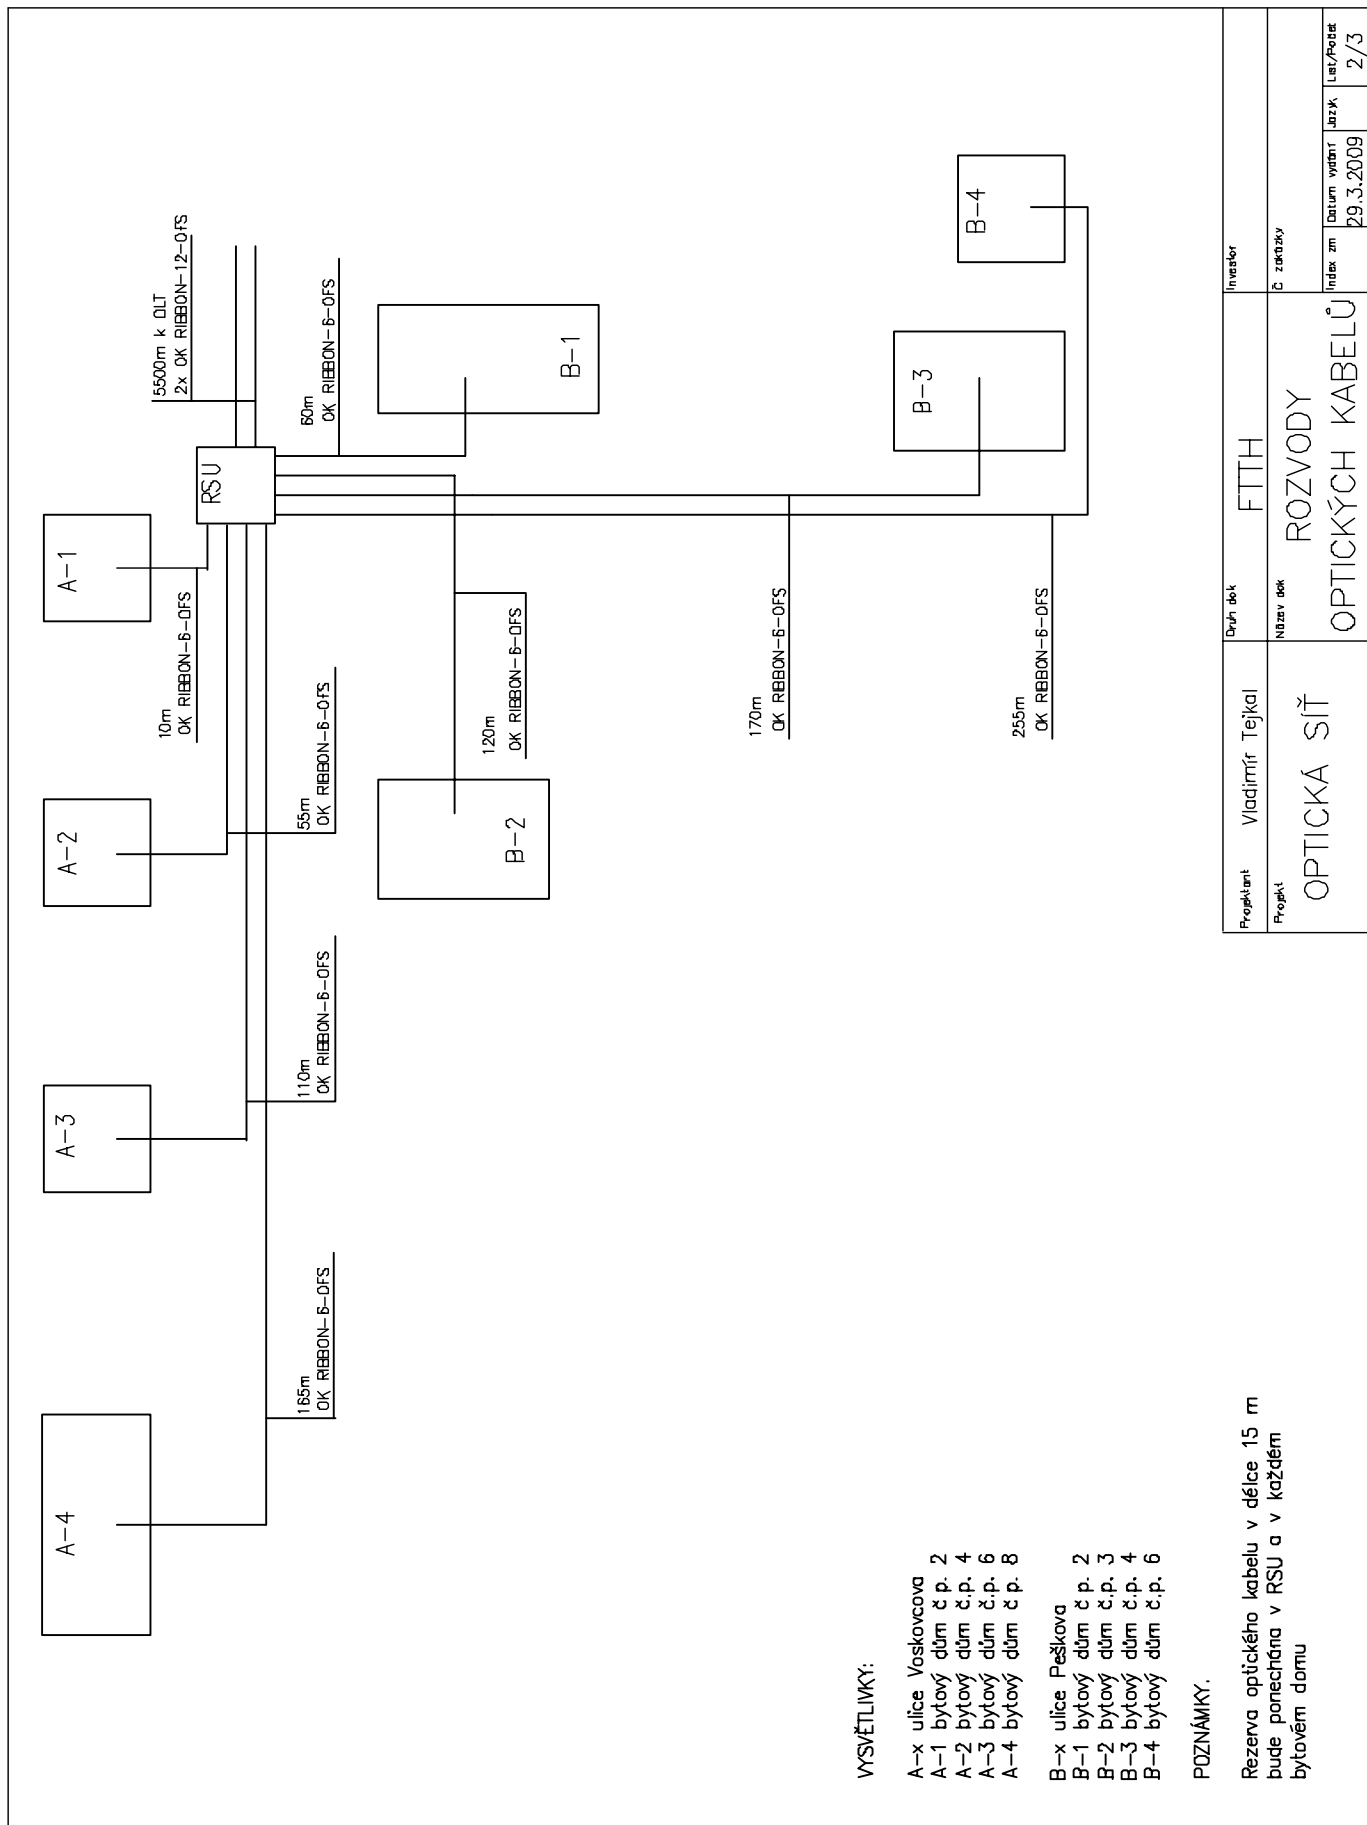 A-4
A-3
A-2
A-1
RSU
5500m k OLT
2x OK RIBBON-12-OFS
10m
OK RIBBON-6-OFS
55m
OK RIBBON-6-OFS
110m
OK RIBBON-6-OFS
165m
OK RIBBON-6-OFS
60m
OK RIBBON-6-OFS
120m
OK RIBBON-6-OFS
170m
OK RIBBON-6-OFS
255m
OK RIBBON-6-OFS
B-2
B-1
B-3
B-4
VYSVĚTLIVKY:
A-x ulice Voskovcova
A-1 bytový dům č.p. 2
A-2 bytový dům č.p. 4
A-3 bytový dům č.p. 6
A-4 bytový dům č.p. 8
B-x ulice Peškova
B-1 bytový dům č.p. 2
B-2 bytový dům č.p. 3
B-3 bytový dům č.p. 4
B-4 bytový dům č.p. 6
POZNÁMKY.
Rezerva optického kabelu v délce 15 m
bude ponechána v RSU a v každém
bytovém domu
Projektant
Vladimír Tejkal
Projekt
OPTICKÁ SÍŤ
Druh dok
FTTH
Název dok
ROZVODY
OPTICKÝCH KABELŮ
Investor
Č zakázky
Index zm
Datum vydání
29.3.2009
Jazyk
List/Počet
2/3